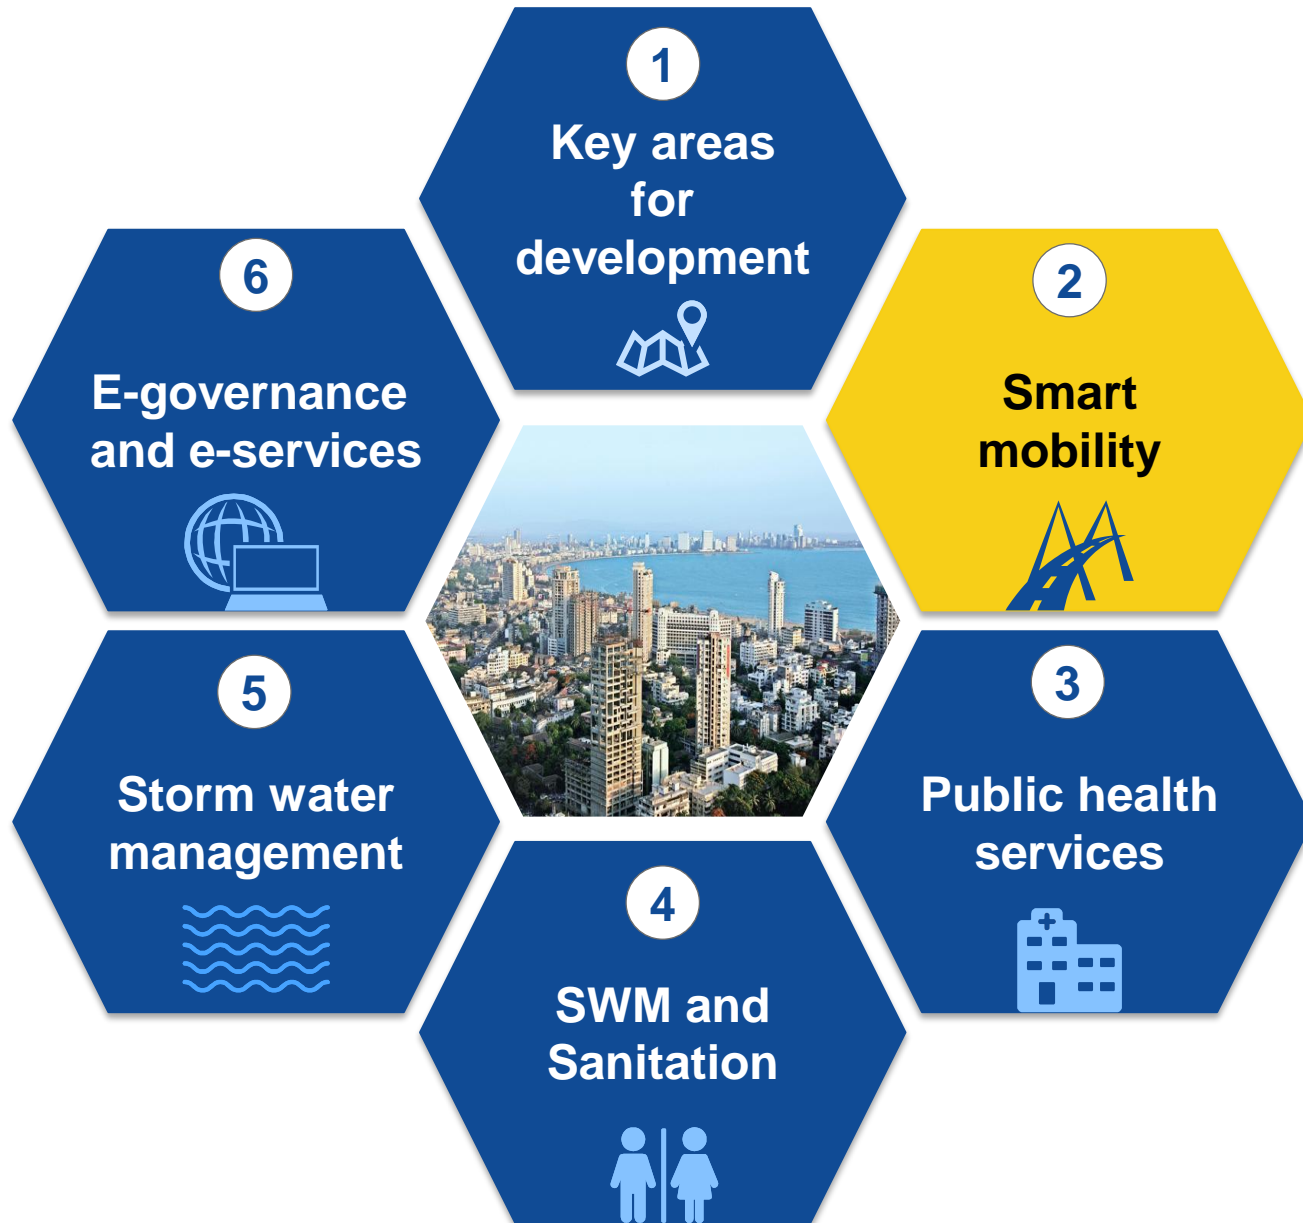 1
Key areas
for
development
2
Smart
mobility
3
Public health
services
4
SWM and
Sanitation
5
Storm water
management
6
E-governance
and e-services